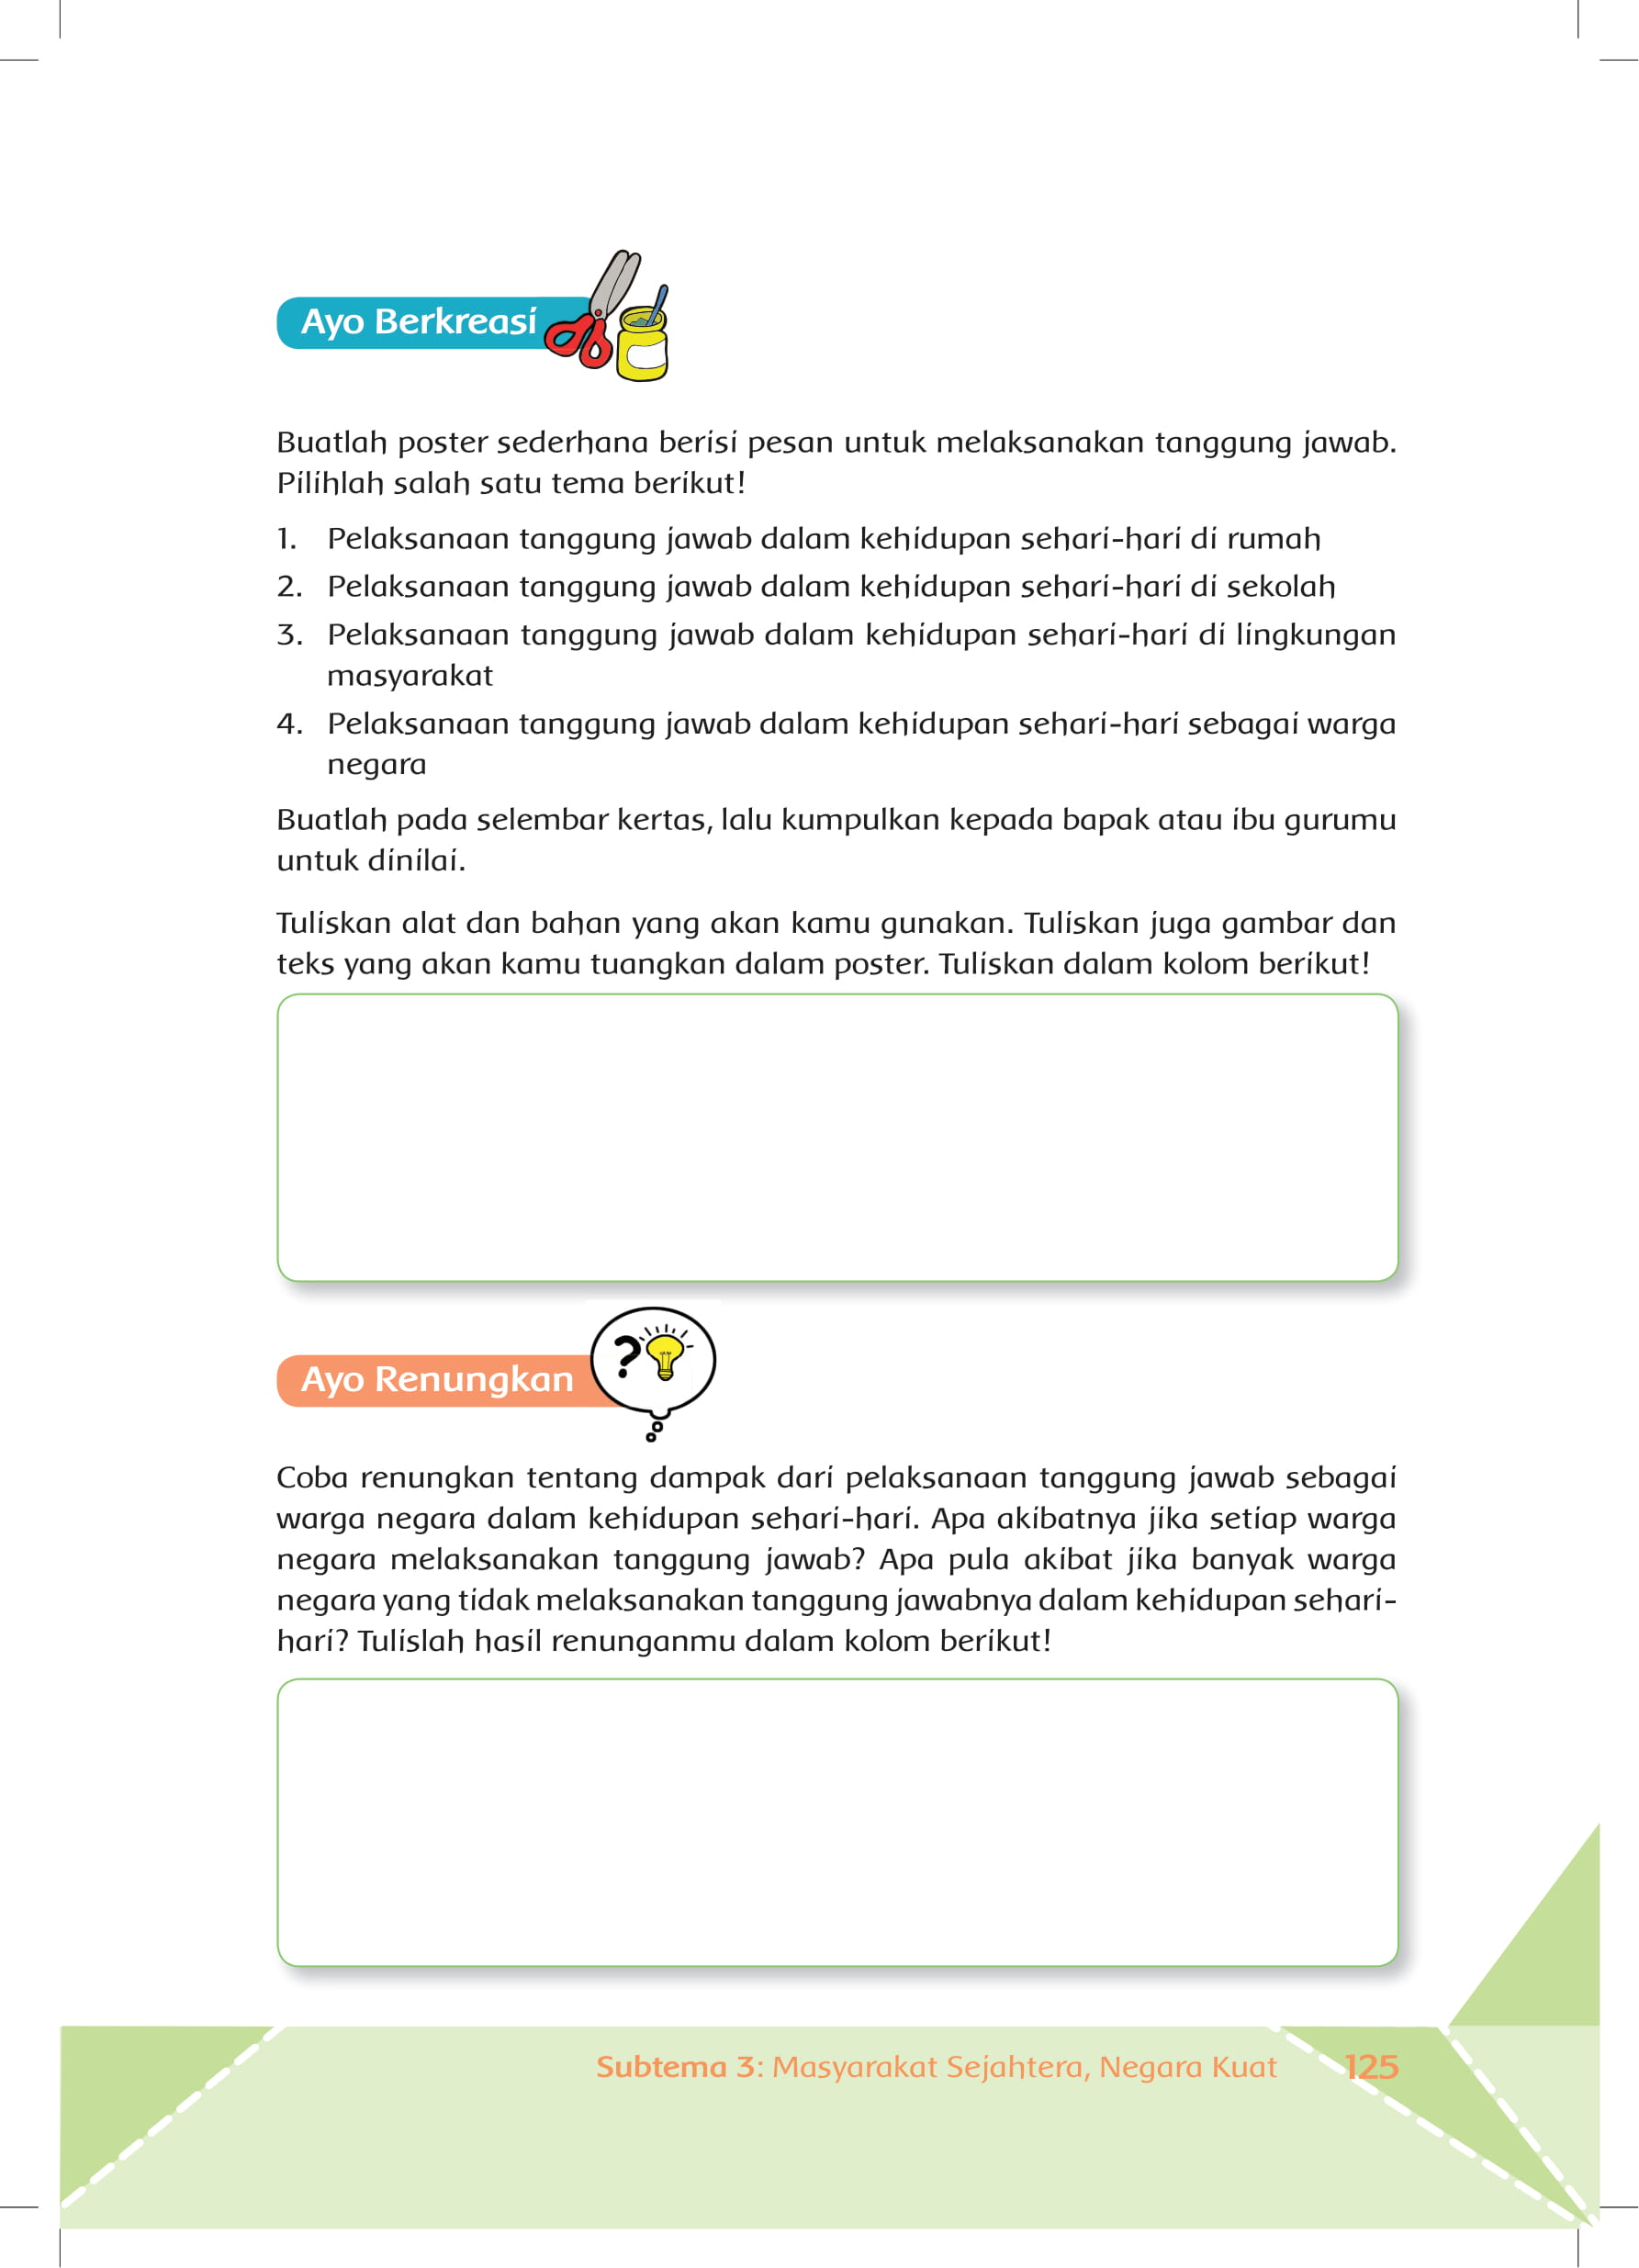 Ayo Berkreasi
Buatlah poster sederhana berisi pesan untuk melaksanakan tanggung jawab.
Pilihlah salah satu tema berikut!
1. Pelaksanaan tanggung jawab dalam kehidupan sehari-hari di rumah
2. Pelaksanaan tanggung jawab dalam kehidupan sehari-hari di sekolah
3. Pelaksanaan tanggung jawab dalam kehidupan sehari-hari di lingkungan
masyarakat
4. Pelaksanaan tanggung jawab dalam kehidupan sehari-hari sebagai warga
negara
Buatlah pada selembar kertas, lalu kumpulkan kepada bapak atau ibu gurumu
untuk dinilai.
Tuliskan alat dan bahan yang akan kamu gunakan. Tuliskan juga gambar dan
teks yang akan kamu tuangkan dalam poster. Tuliskan dalam kolom berikut!
?
Ayo Renungkan
Coba renungkan tentang dampak dari pelaksanaan tanggung jawab sebagai
warga negara dalam kehidupan sehari-hari. Apa akibatnya jika setiap warga
negara melaksanakan tanggung jawab? Apa pula akibat jika banyak warga
negara yang tidak melaksanakan tanggung jawabnya dalam kehidupan sehari-
hari? Tulislah hasil renunganmu dalam kolom berikut!
Subtema 3: Masyarakat Sejahtera, Negara Kuat 125